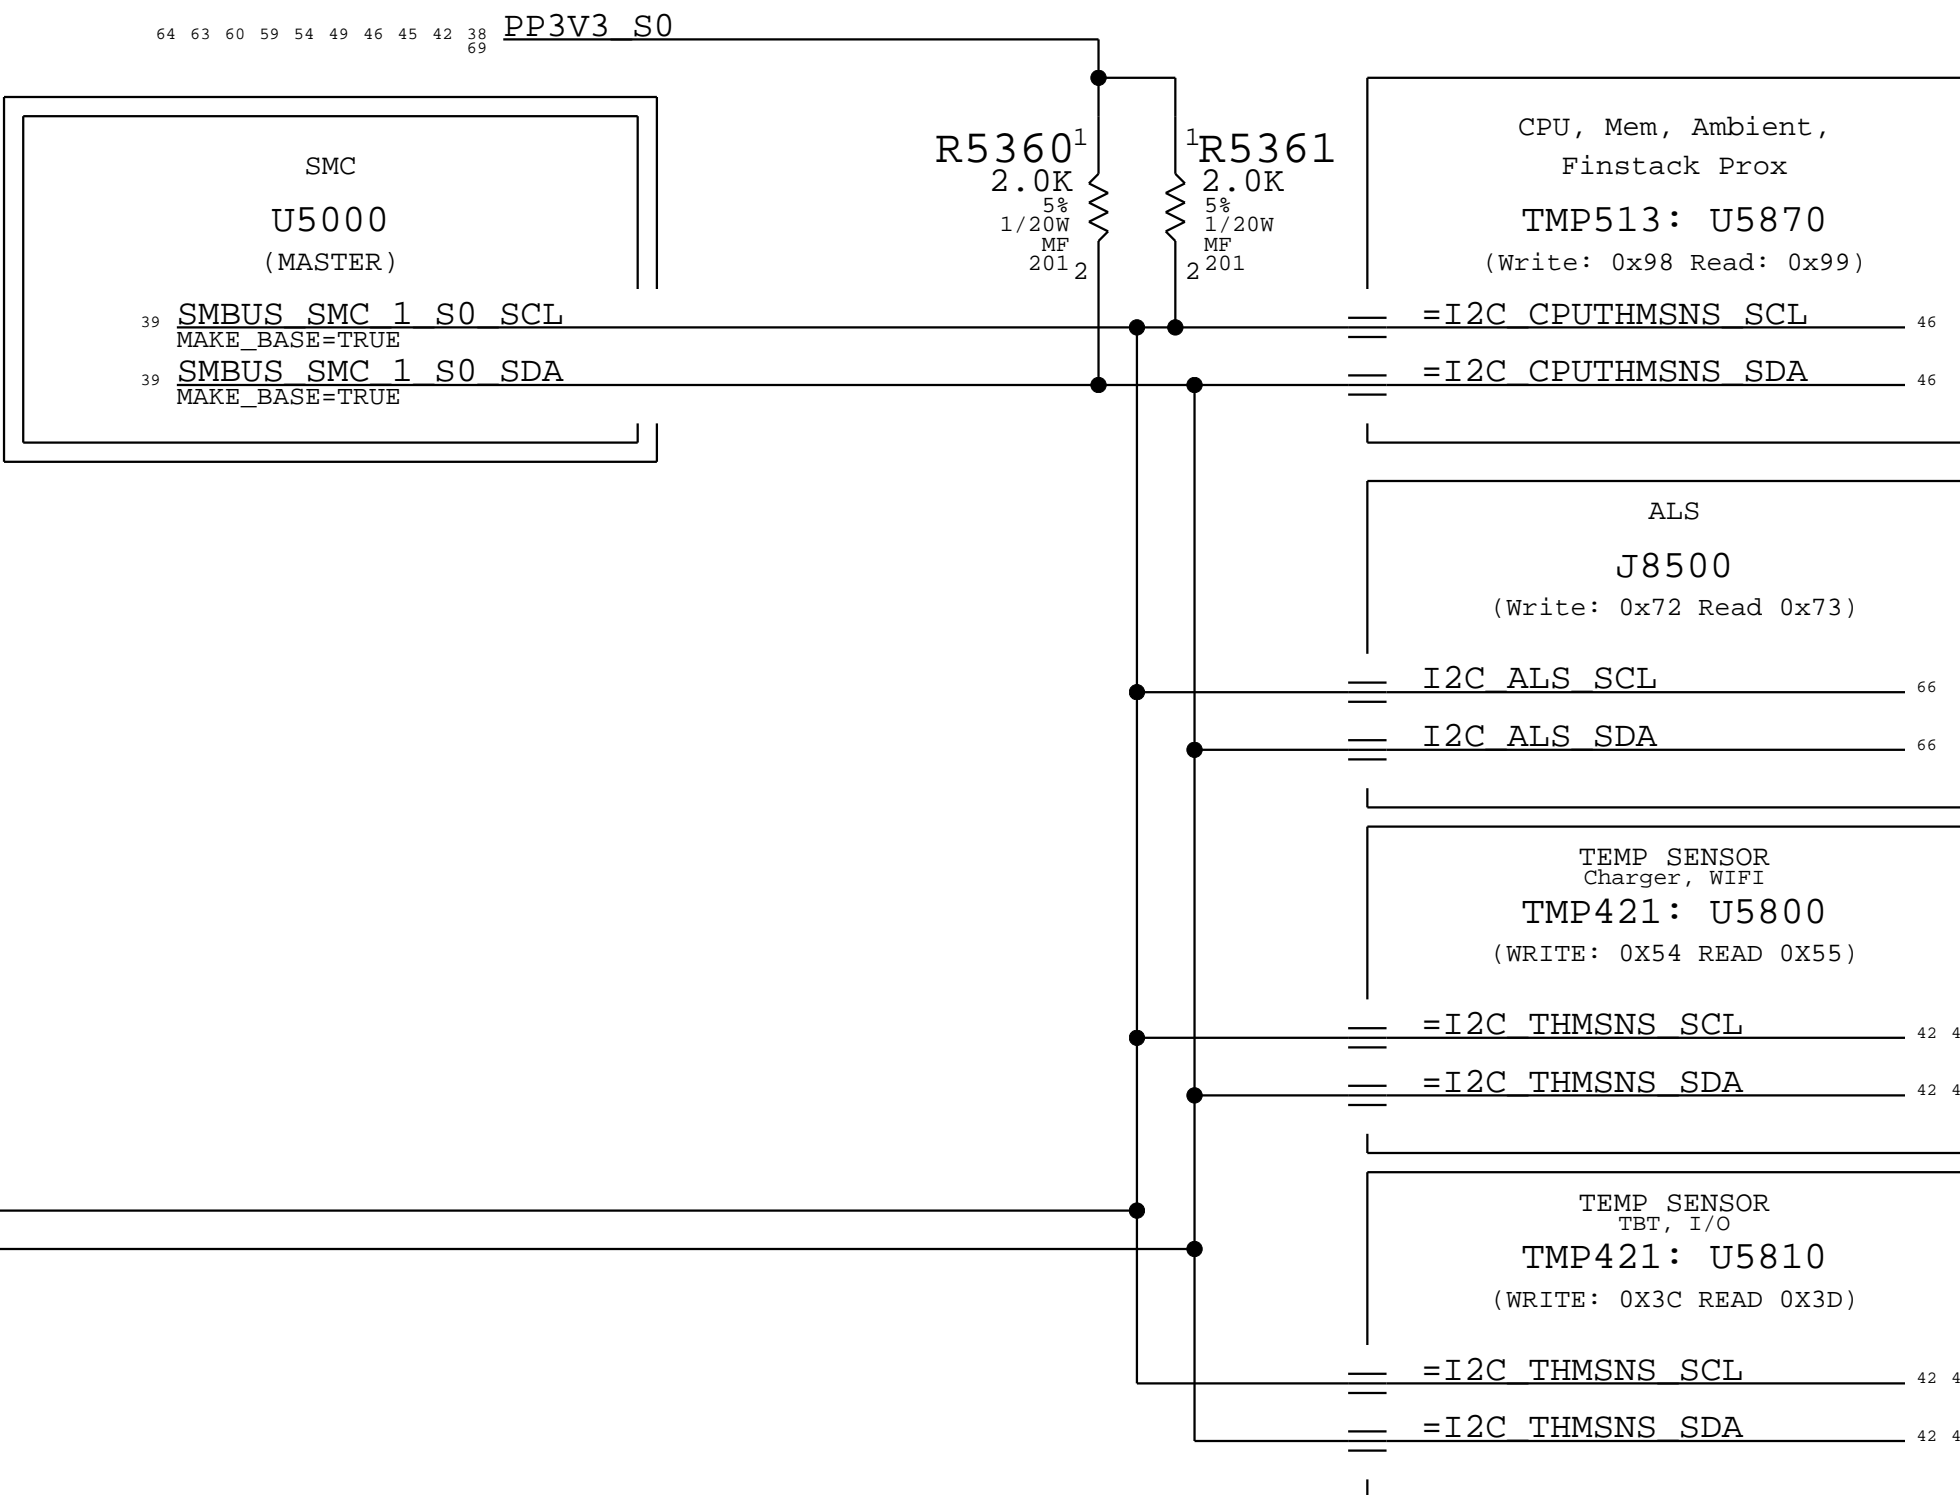 64 63 60 59 54 49 46 45 42 38 PP3V3_S0
69
SMC
U5000
(MASTER)
39 SMBUS_SMC_1_S0_SCL
MAKE_BASE=TRUE
39 SMBUS_SMC_1_S0_SDA
MAKE_BASE=TRUE
R5360 1
2.0K
5%
1/20W
MF
201 2
1 R5361
2.0K
5%
1/20W
MF
2 201
CPU, Mem, Ambient,
Finstack Prox
TMP513: U5870
(Write: 0x98 Read: 0x99)
=I2C_CPUTHMSNS_SCL 46
=I2C_CPUTHMSNS_SDA 46
ALS
J8500
(Write: 0x72 Read 0x73)
I2C_ALS_SCL 66
I2C_ALS_SDA 66
TEMP SENSOR
Charger, WIFI
TMP421: U5800
(WRITE: 0X54 READ 0X55)
=I2C_THMSNS_SCL 42
=I2C_THMSNS_SDA 42
TEMP SENSOR
TBT, I/O
TMP421: U5810
(WRITE: 0X3C READ 0X3D)
=I2C_THMSNS_SCL 42
=I2C_THMSNS_SDA 42